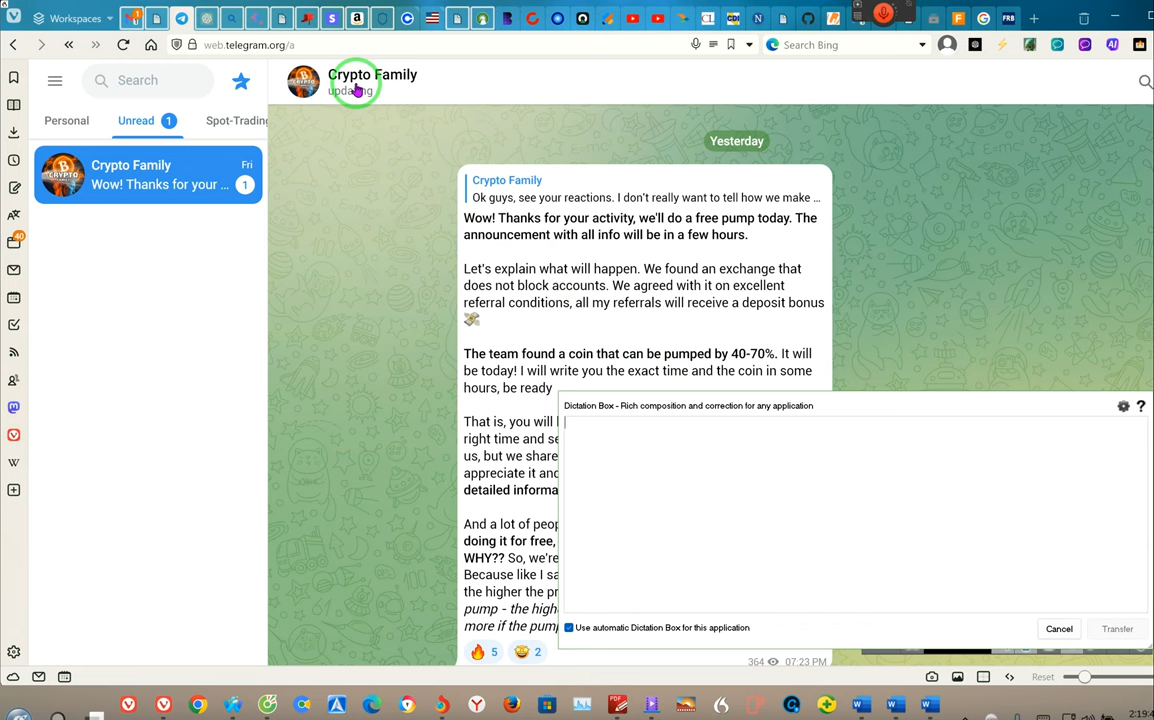 Workspaces
web.telegram.org/a
Search Bing
Search
Crypto Family
Personal
Unread 1
Spot-Trading
Crypto Family
Fri
Wow! Thanks for your ...
1
40
Yesterday
Crypto Family
Ok guys, see your reactions. I don't really want to tell how we make ...
Wow! Thanks for your activity, we'll do a free pump today. The
announcement with all info will be in a few hours.
Let's explain what will happen. We found an exchange that
does not block accounts. We agreed with it on excellent
referral conditions, all my referrals will receive a deposit bonus
The team found a coin that can be pumped by 40-70%. It will
be today! I will write you the exact time and the coin in some
hours, be ready
That is, you will
right time and se
us, but we share
appreciate it and
detailed informa
And a lot of peop
doing it for free,
WHY?? So, we're
Because like I sa
the higher the pr
pump - the high
more if the pump
5
2
364
07:23 PM
Dictation Box - Rich composition and correction for any application
?
Use automatic Dictation Box for this application
Cancel
Transfer
Reset
2:19:4